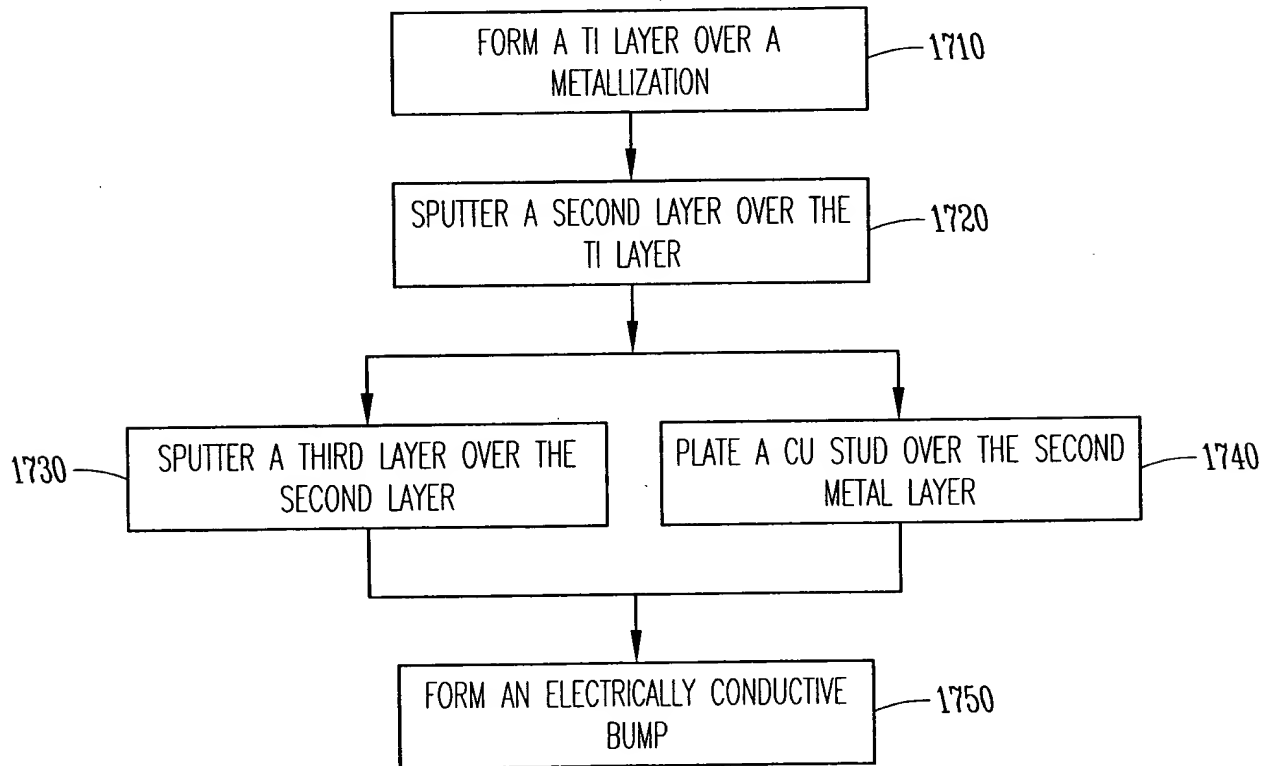 FORM A TI LAYER OVER A
METALLIZATION
1710
SPUTTER A SECOND LAYER OVER THE
TI LAYER
1720
1730
SPUTTER A THIRD LAYER OVER THE
SECOND LAYER
PLATE A CU STUD OVER THE SECOND
METAL LAYER
1740
FORM AN ELECTRICALLY CONDUCTIVE
BUMP
1750